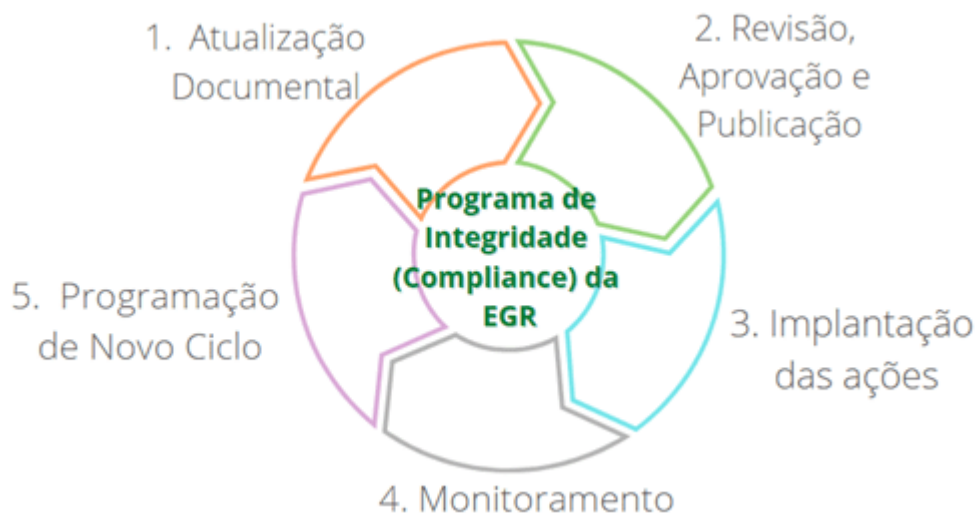 1. Atualização
Documental
2. Revisão,
Aprovação e
Publicação
Programa de
Integridade
(Compliance) da
EGR
3. Implantação
das ações
4. Monitoramento
5. Programação
de Novo Ciclo